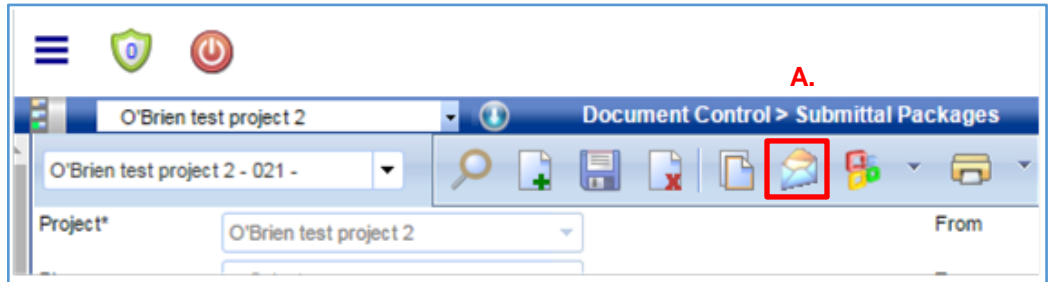 0
A.
O'Brien test project 2
Document Control > Submittal Packages
O'Brien test project 2 - 021 -
Project*
O'Brien test project 2
From